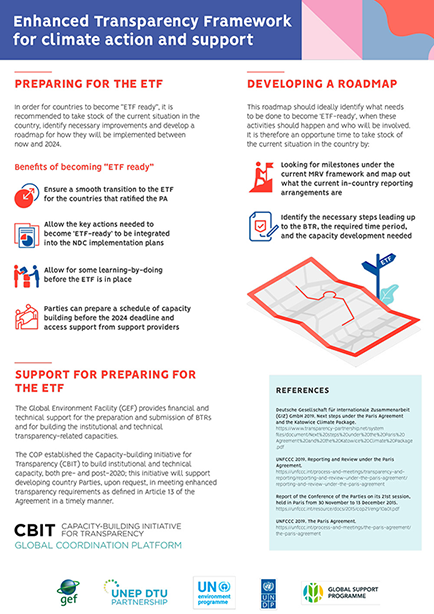 Enhanced Transparency Framework
for climate action and support
PREPARING FOR THE ETF
In order for countries to become "ETF ready", it is
recommended to take stock of the current situation in the
country, identify necessary improvements and develop a
roadmap for how they will be implemented between
now and 2024.
Benefits of becoming "ETF ready"
Ensure a smooth transition to the ETF
for the countries that ratified the PA
Allow the key actions needed to
become 'ETF-ready' to be integrated
into the NDC implementation plans
Allow for some learning-by-doing
before the ETF is in place
Parties can prepare a schedule of capacity
building before the 2024 deadline and
access support from support providers
SUPPORT FOR PREPARING FOR
THE ETF
The Global Environment Facility (GEF) provides financial and
technical support for the preparation and submission of BTRs
and for building the institutional and technical
transparency-related capacities.
The COP established the Capacity-building Initiative for
Transparency (CBIT) to build institutional and technical
capacity, both pre- and post-2020; this initiative will support
developing country Parties, upon request, in meeting enhanced
transparency requirements as defined in Article 13 of the
Agreement in a timely manner.
CBIT CAPACITY-BUILDING INITIATIVE
FOR TRANSPARENCY
GLOBAL COORDINATION PLATFORM
DEVELOPING A ROADMAP
This roadmap should ideally identify what needs
to be done to become 'ETF-ready', when these
activities should happen and who will be involved.
It is therefore an opportune time to take stock of
the current situation in the country by:
Looking for milestones under the
current MRV framework and map out
what the current in-country reporting
arrangements are
Identify the necessary steps leading up
to the BTR, the required time period,
and the capacity development needed
ETF
REFERENCES
Deutsche Gesellschaft für Internationale Zusammenarbeit
(GIZ) GmbH 2019. Next steps under the Paris Agreement
and the Katowice Climate Package.
https://www.transparency-partnership.net/system
files/document/Next%20steps%20under%20the%20Paris%20
Agreement%20and%20the%20Katowice%20Climate%20Package
.pdf
UNFCCC 2019. Reporting and Review under the Paris
Agreement.
https://unfccc.int/process-and-meetings/transparency-and-
reporting/reporting-and-review-under-the-paris-agreement/
reporting-and-review-under-the-paris-agreement
Report of the Conference of the Parties on its 21st session,
held in Paris from 30 November to 13 December 2015.
https://unfccc.int/resource/docs/2015/cop21/eng/10a01.pdf
UNFCCC 2019. The Paris Agreement.
https://unfccc.int/process-and-meetings/the-paris-agreement/
the-paris-agreement
gef
UNEP DTU
PARTNERSHIP
UN
environment
programme
U N
D P
GLOBAL SUPPORT
PROGRAMME